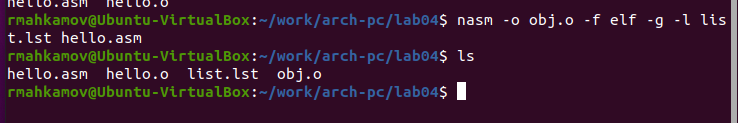 hello.asm  hello.o
rmahkamov@Ubuntu-VirtualBox:~/work/arch-pc/lab04$ nasm -o obj.o -f elf -g -l lis
t.lst hello.asm
rmahkamov@Ubuntu-VirtualBox:~/work/arch-pc/lab04$ ls
hello.asm  hello.o  list.lst  obj.o
rmahkamov@Ubuntu-VirtualBox:~/work/arch-pc/lab04$